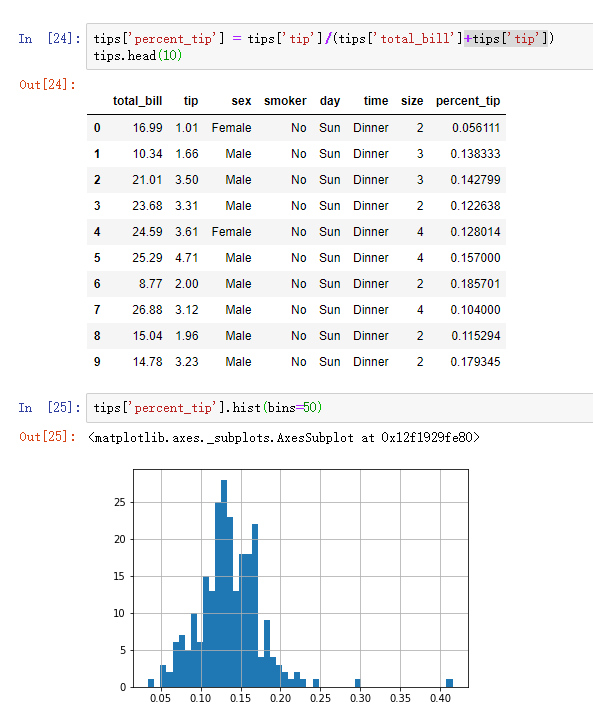 In [24]: tips['percent_tip'] = tips['tip']/(tips['total_bill']+tips['tip'])
tips.head(10)
Out[24]:
total_bill tip sex smoker day time size percent_tip
0 16.99 1.01 Female No Sun Dinner 2 0.056111
1 10.34 1.66 Male No Sun Dinner 3 0.138333
2 21.01 3.50 Male No Sun Dinner 3 0.142799
3 23.68 3.31 Male No Sun Dinner 2 0.122638
4 24.59 3.61 Female No Sun Dinner 4 0.128014
5 25.29 4.71 Male No Sun Dinner 4 0.157000
6 8.77 2.00 Male No Sun Dinner 2 0.185701
7 26.88 3.12 Male No Sun Dinner 4 0.104000
8 15.04 1.96 Male No Sun Dinner 2 0.115294
9 14.78 3.23 Male No Sun Dinner 2 0.179345
In [25]: tips['percent_tip'].hist(bins=50)
Out[25]: <matplotlib.axes._subplots.AxesSubplot at 0x12f1929fe80>
25
20
15
10
5
0
0.05 0.10 0.15 0.20 0.25 0.30 0.35 0.40